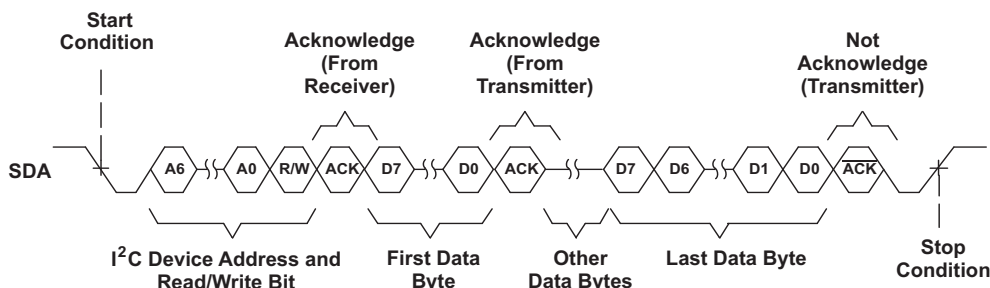 Start
Condition
Acknowledge
(From
Receiver)
Acknowledge
(From
Transmitter)
Not
Acknowledge
(Transmitter)
SDA
A6
A0
R/W
ACK
D7
D0
ACK
D7
D6
D1
D0
ACK
I²C Device Address and
Read/Write Bit
First Data
Byte
Other
Data Bytes
Last Data Byte
Stop
Condition